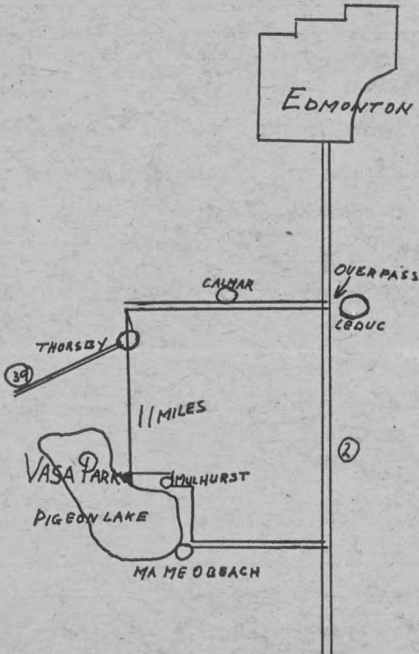 EDMONTON
OVERPASS
CALMAR
LEDUC
THORSBY
39
11 MILES
2
VASA PARK
MULHURST
PIGEON LAKE
MA ME O BEACH